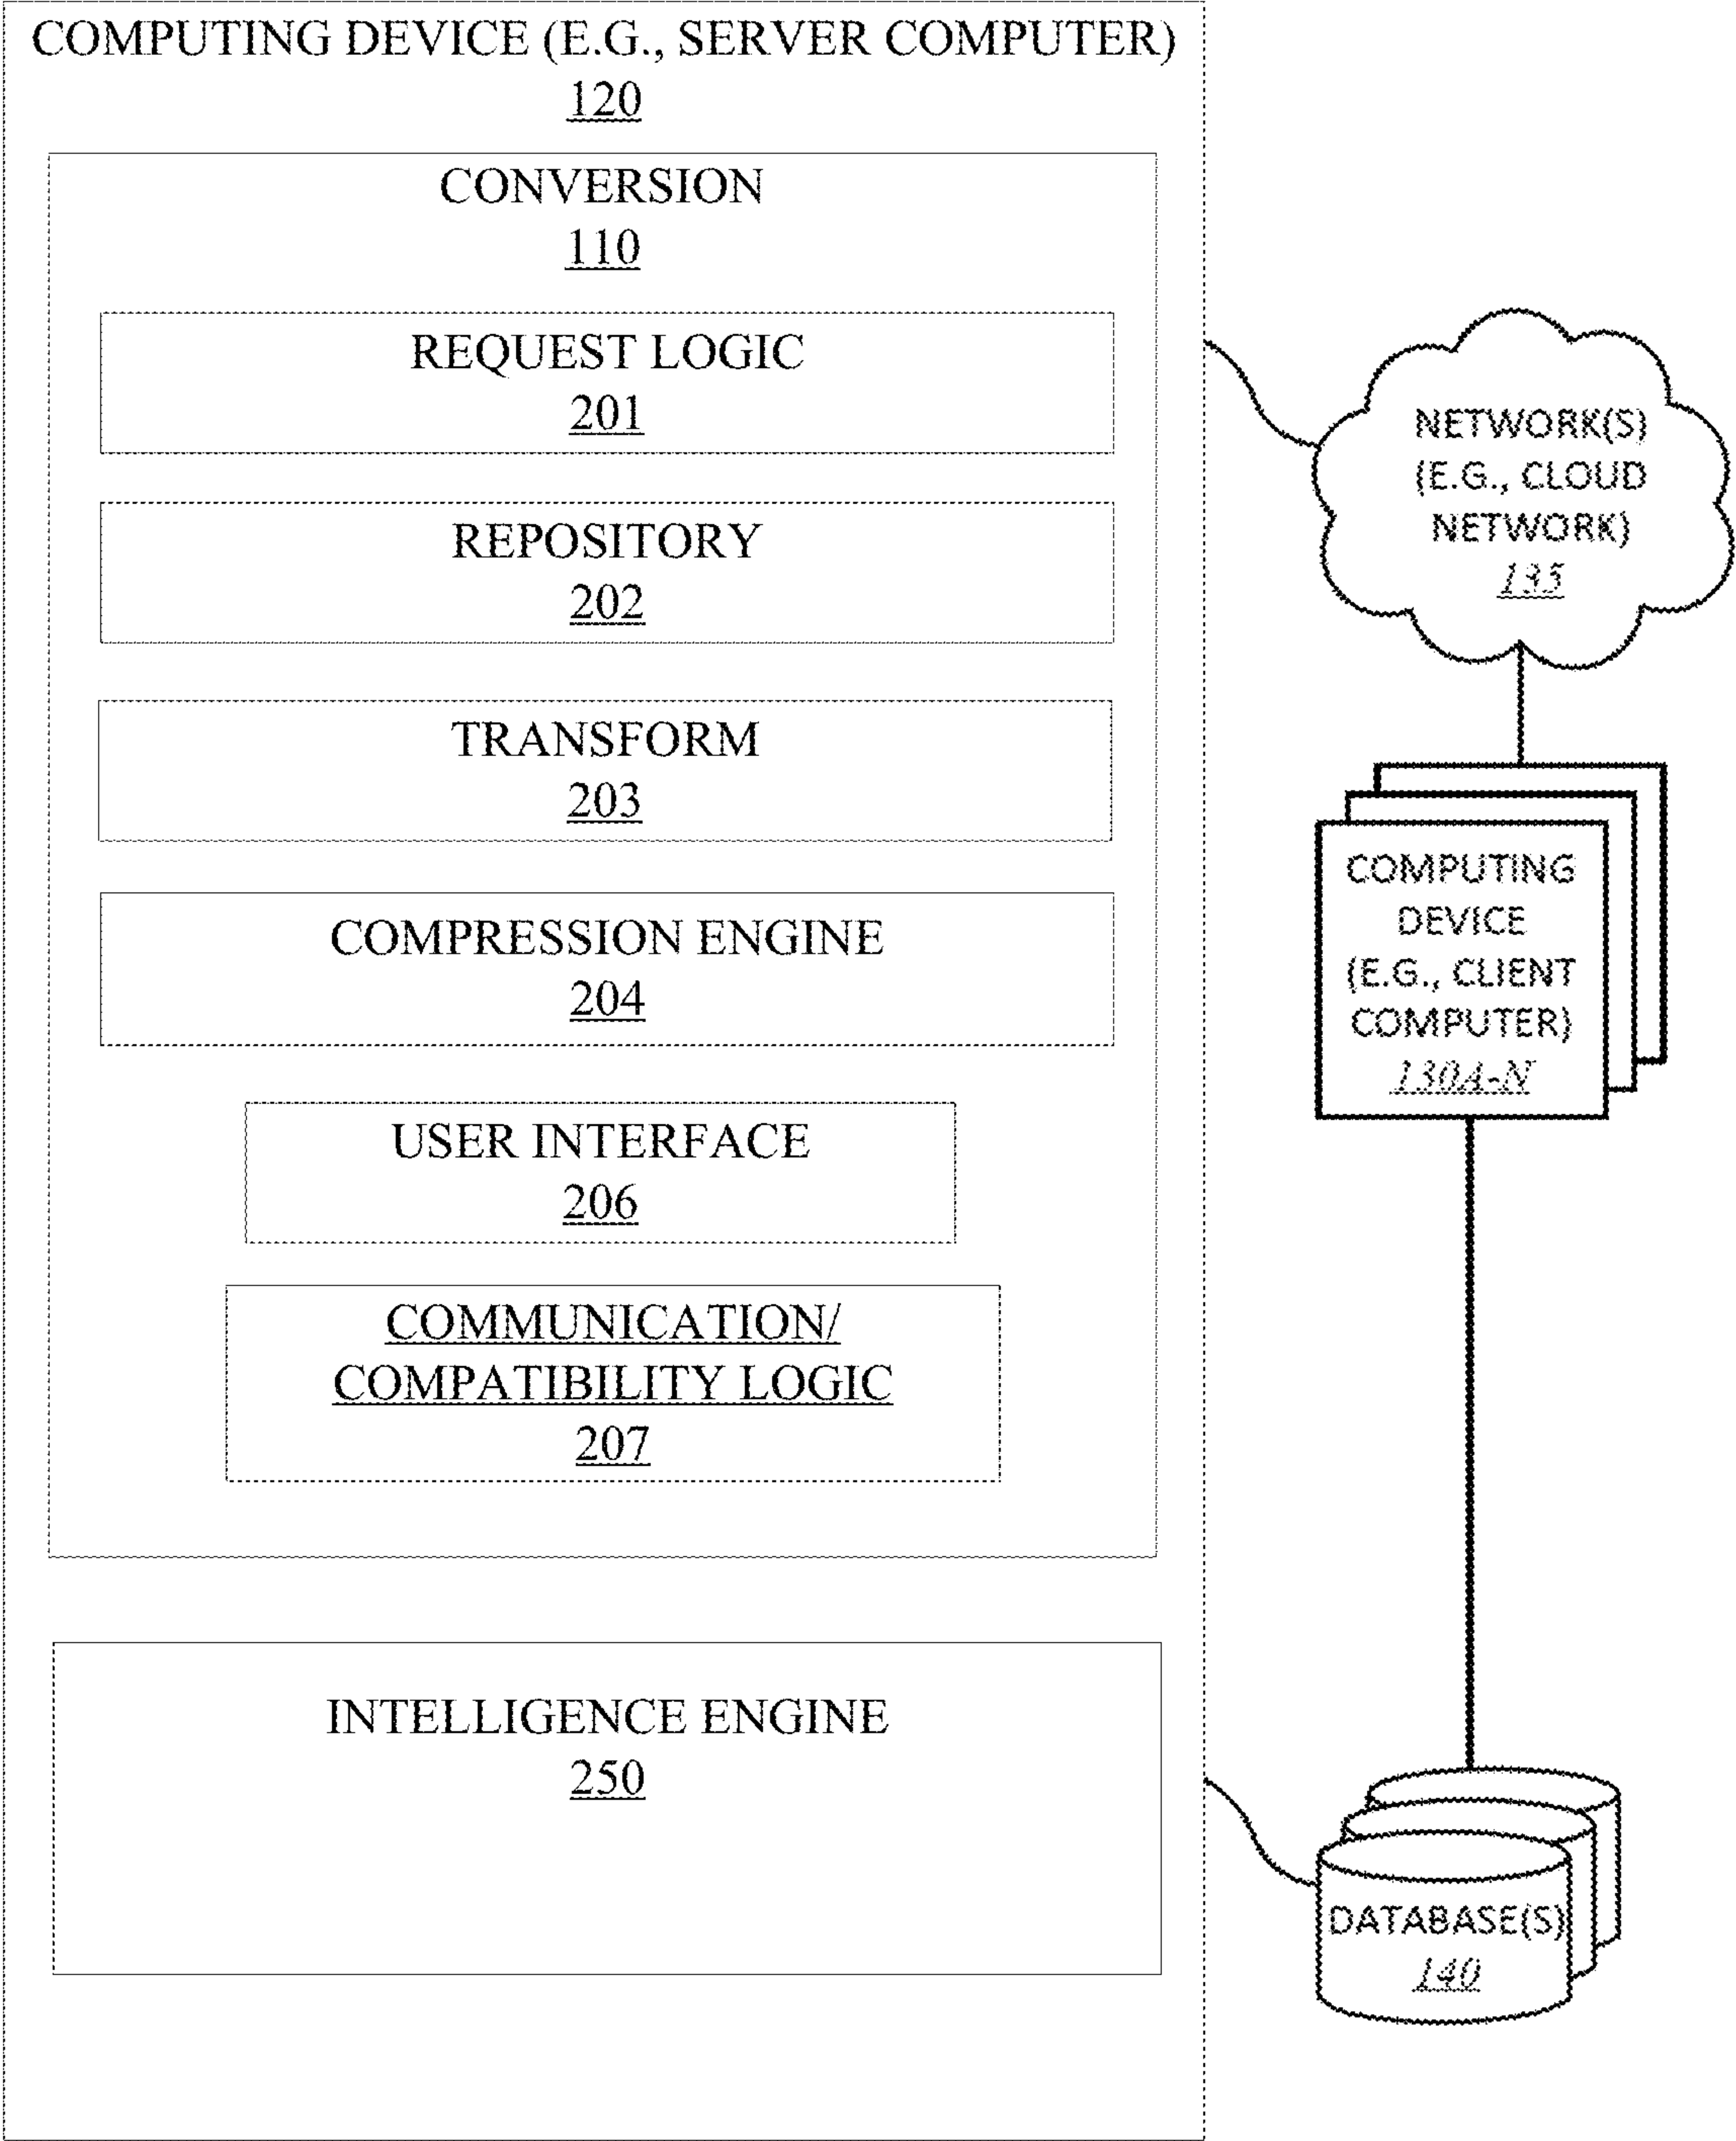 COMPUTING DEVICE (E.G., SERVER COMPUTER)
120
CONVERSION
110
REQUEST LOGIC
201
REPOSITORY
202
TRANSFORM
203
COMPRESSION ENGINE
204
USER INTERFACE
206
COMMUNICATION/
COMPATIBILITY LOGIC
207
INTELLIGENCE ENGINE
250
NETWORK(S)
(E.G., CLOUD
NETWORK)
135
COMPUTING
DEVICE
(E.G., CLIENT
COMPUTER)
130A-N
DATABASE(S)
140